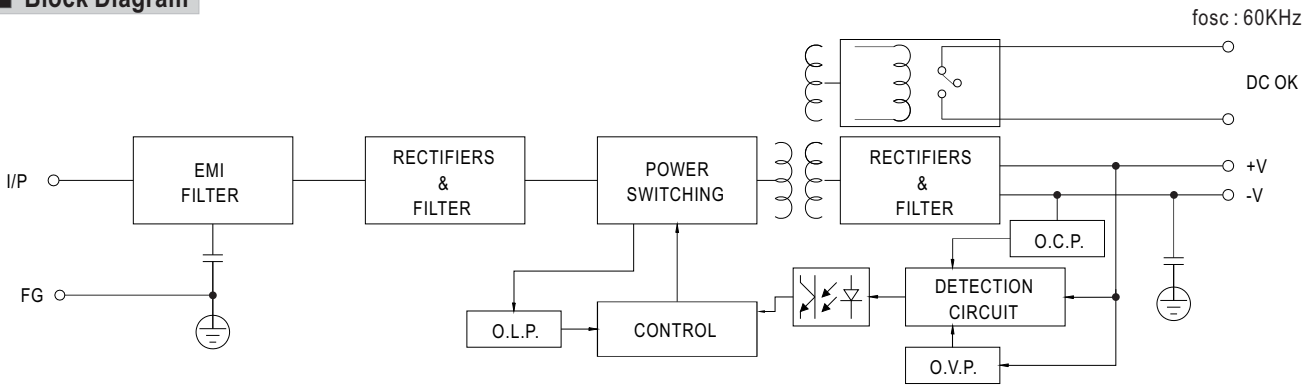 ■ Block Diagram
fosc : 60KHz
DC OK
I/P
EMI
FILTER
RECTIFIERS
&
FILTER
POWER
SWITCHING
RECTIFIERS
&
FILTER
+V
-V
O.C.P.
FG
O.L.P.
CONTROL
DETECTION
CIRCUIT
O.V.P.